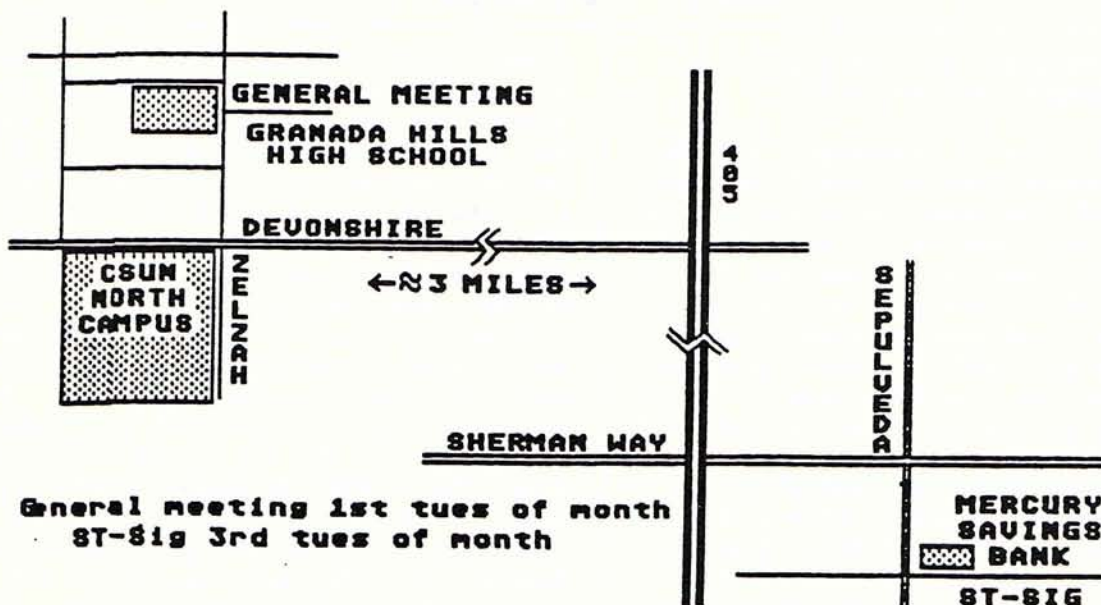 GENERAL MEETING
GRANADA HILLS
HIGH SCHOOL
405
DEVONSHIRE
CSUN
NORTH
CAMPUS
ZELZAH
←≈3 MILES→
SEPULVEDA
SHERMAN WAY
General meeting 1st tues of month
ST-Sig 3rd tues of month
MERCURY
SAVINGS
BANK
ST-SIG